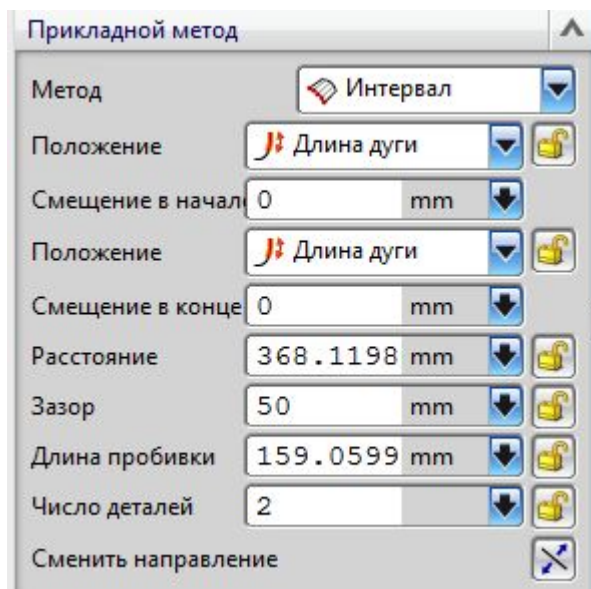 Прикладной метод
Метод Интервал
Положение Длина дуги
Смещение в начал 0 mm
Положение Длина дуги
Смещение в конце 0 mm
Расстояние 368.1198 mm
Зазор 50 mm
Длина пробивки 159.0599 mm
Число деталей 2
Сменить направление